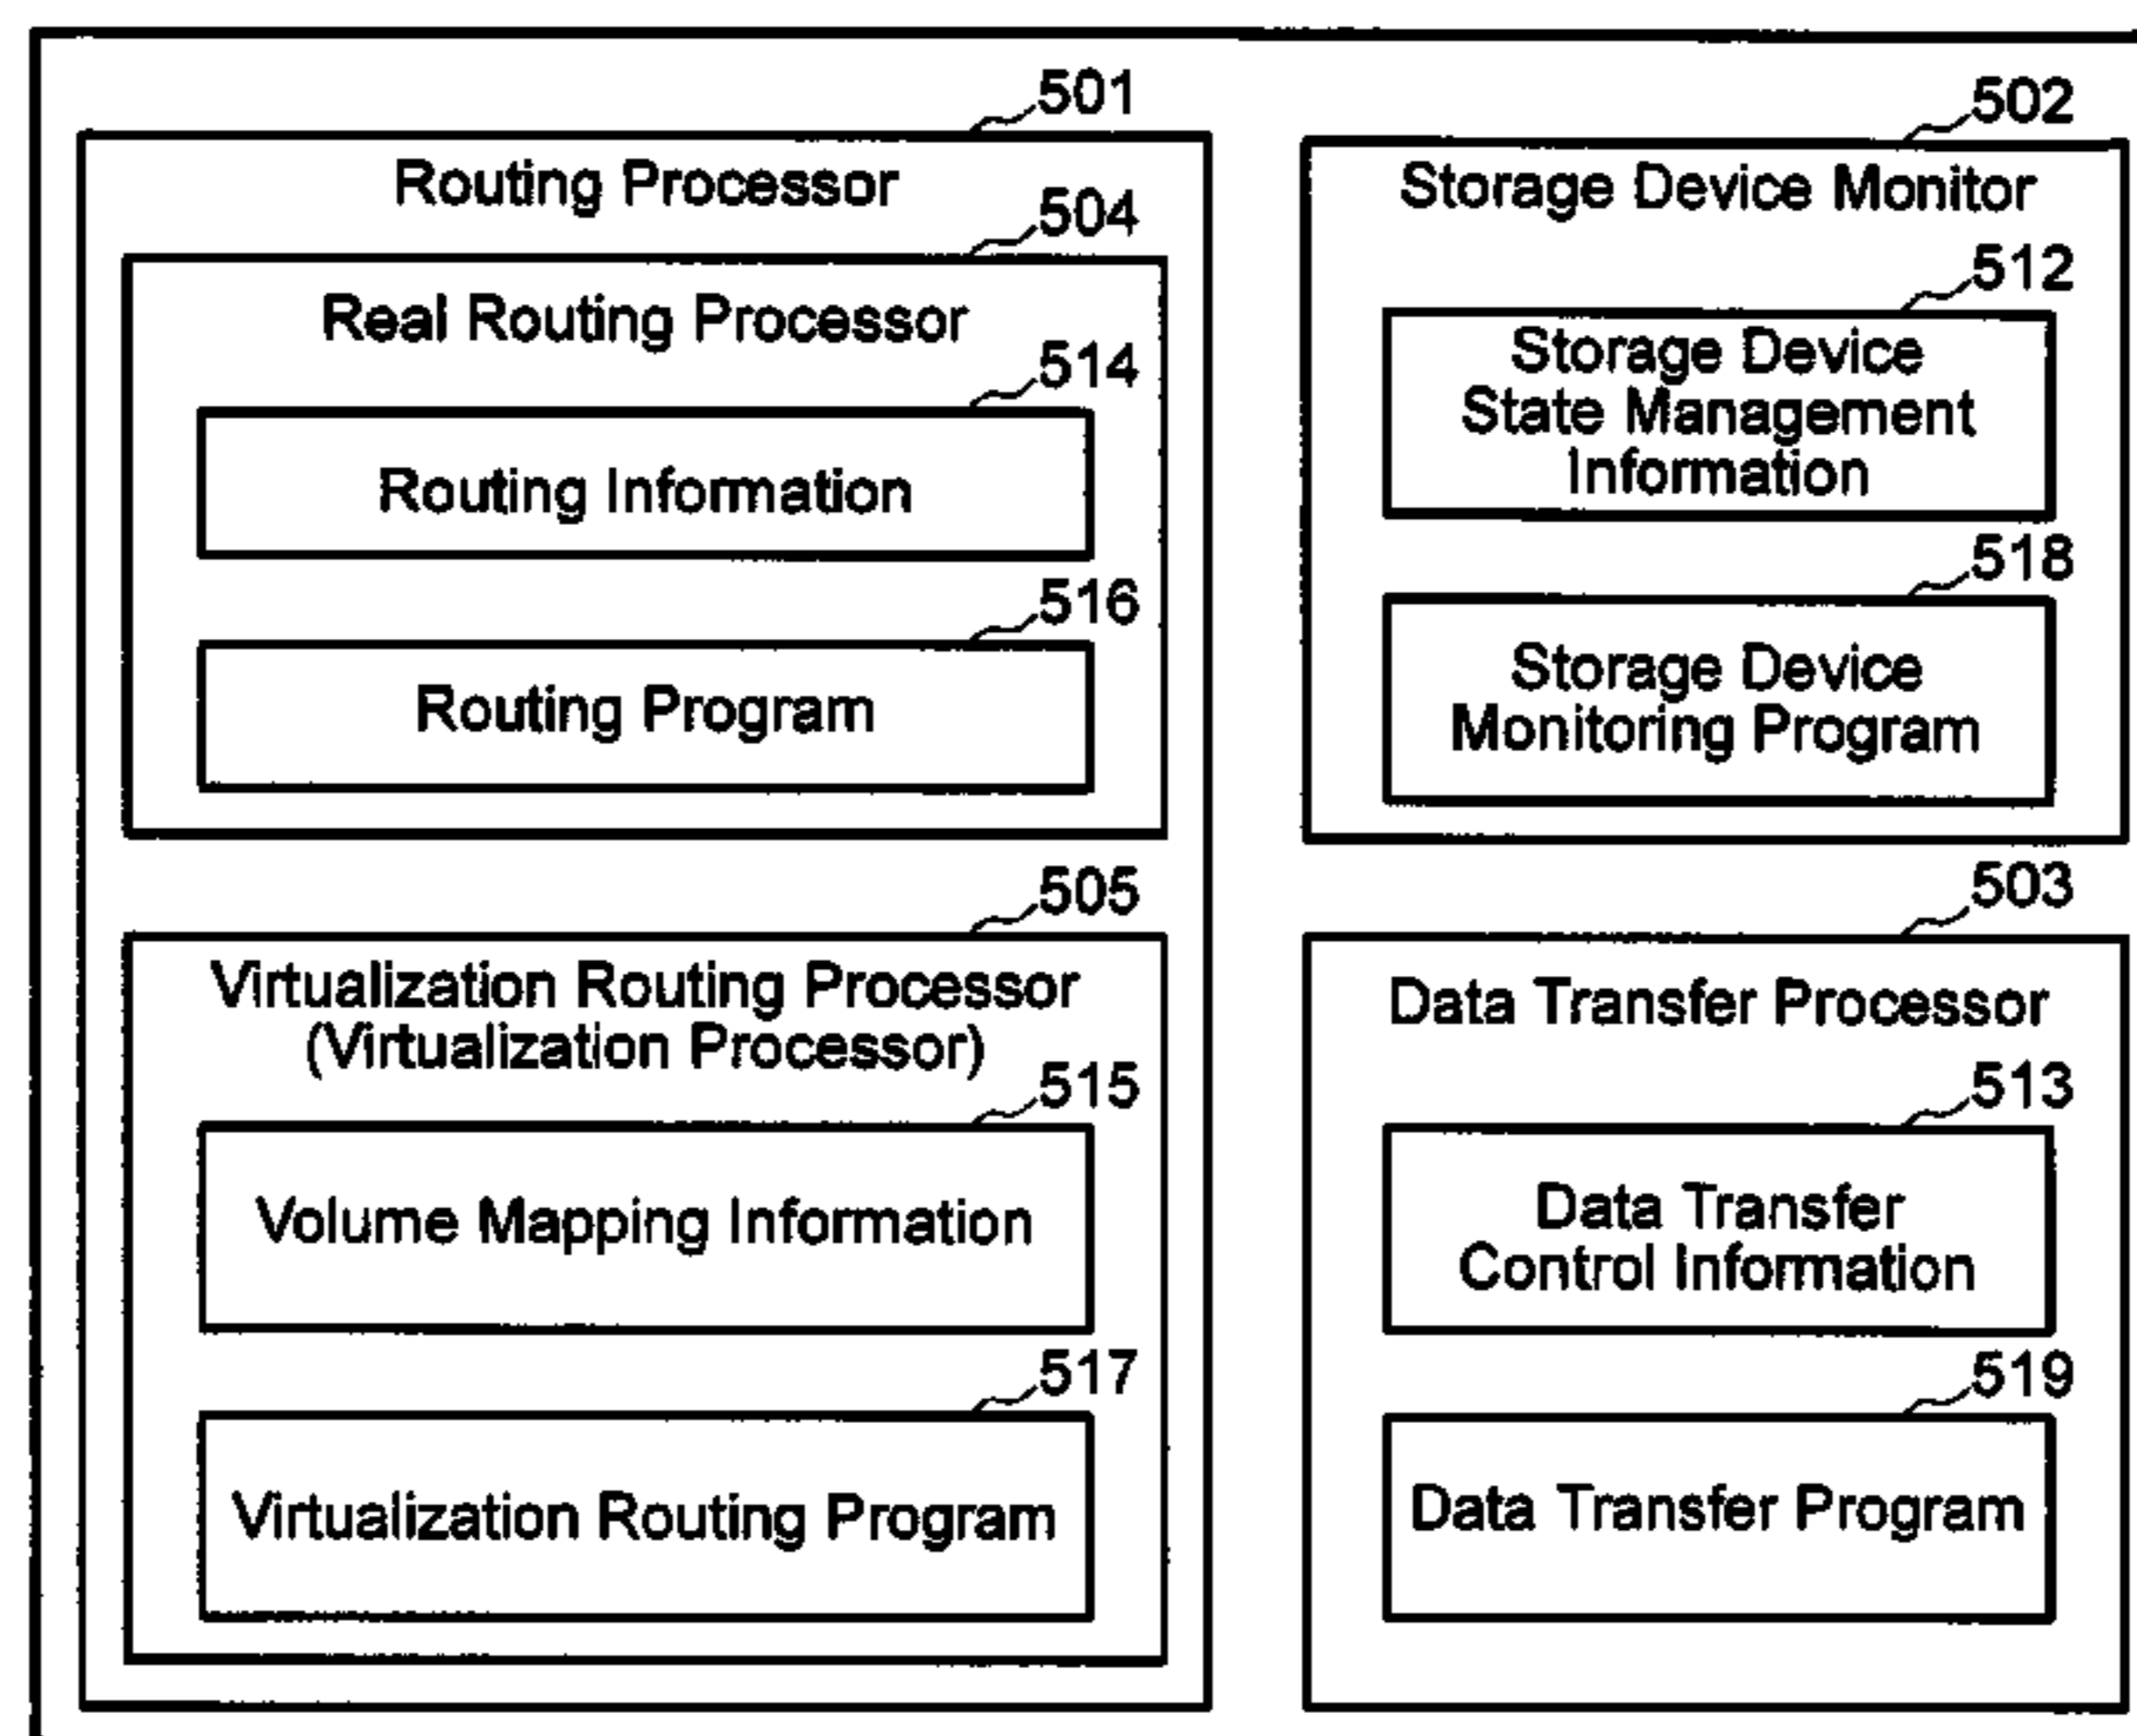 501
Routing Processor
504
Real Routing Processor
514
Routing Information
516
Routing Program
505
Virtualization Routing Processor
(Virtualization Processor)
515
Volume Mapping Information
517
Virtualization Routing Program
502
Storage Device Monitor
512
Storage Device
State Management
Information
518
Storage Device
Monitoring Program
503
Data Transfer Processor
513
Data Transfer
Control Information
519
Data Transfer Program